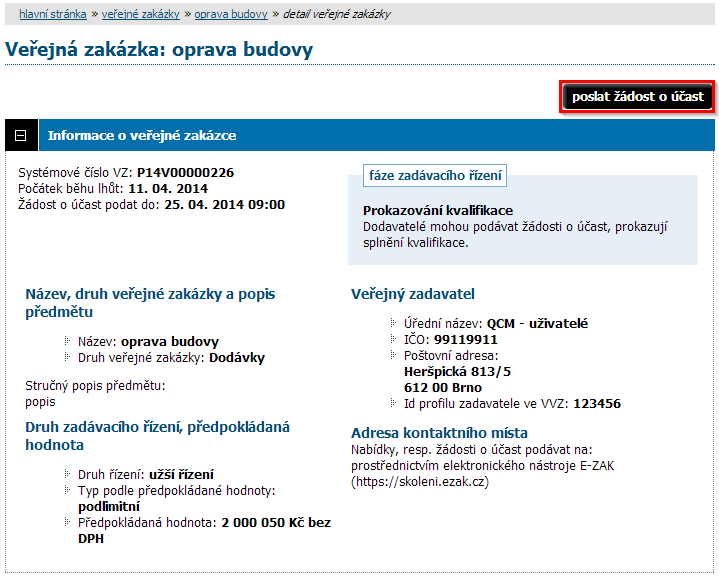 hlavní stránka » veřejné zakázky » oprava budovy » detail veřejné zakázky
Veřejná zakázka: oprava budovy
poslat žádost o účast
Informace o veřejné zakázce
Systémové číslo VZ: P14V00000226
Počátek běhu lhůt: 11. 04. 2014
Žádost o účast podat do: 25. 04. 2014 09:00
fáze zadávacího řízení
Prokazování kvalifikace
Dodavatelé mohou podávat žádosti o účast, prokazují
splnění kvalifikace.
Název, druh veřejné zakázky a popis
předmětu
Název: oprava budovy
Druh veřejné zakázky: Dodávky
Stručný popis předmětu:
popis
Druh zadávacího řízení, předpokládaná
hodnota
Druh řízení: užší řízení
Typ podle předpokládané hodnoty:
podlimitní
Předpokládaná hodnota: 2 000 050 Kč bez
DPH
Veřejný zadavatel
Úřední název: QCM - uživatelé
IČO: 99119911
Poštovní adresa:
Heršpická 813/5
612 00 Brno
Id profilu zadavatele ve VVZ: 123456
Adresa kontaktního místa
Nabídky, resp. žádosti o účast podávat na:
prostřednictvím elektronického nástroje E-ZAK
(https://skoleni.ezak.cz)